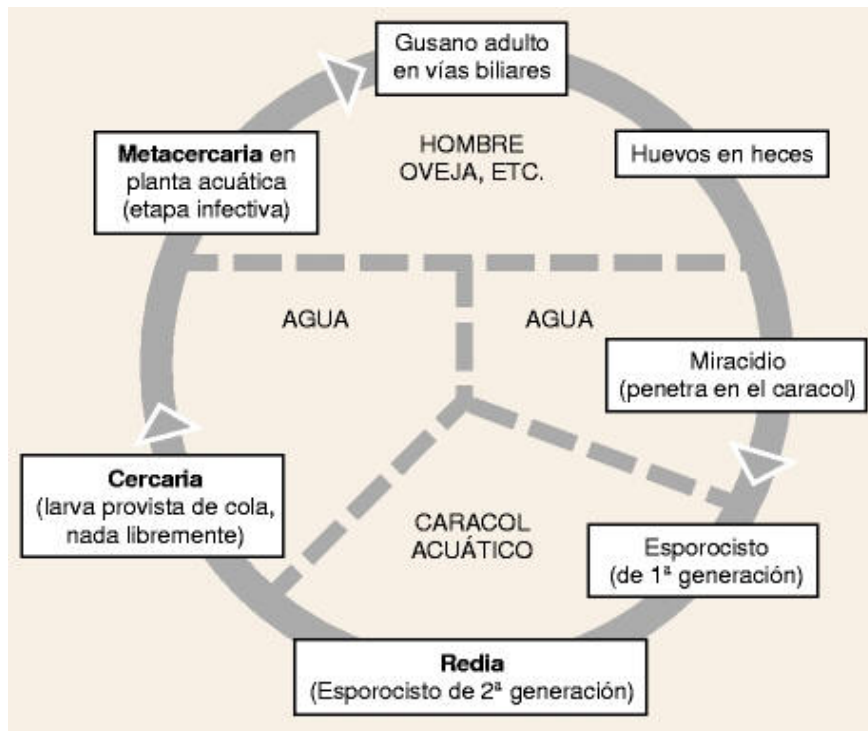 Gusano adulto
en vías biliares
HOMBRE
OVEJA, ETC.
Huevos en heces
Metacercaria en
planta acuática
(etapa infectiva)
AGUA
AGUA
Miracidio
(penetra en el caracol)
Cercaria
(larva provista de cola,
nada libremente)
CARACOL
ACUÁTICO
Esporocisto
(de 1ª generación)
Redia
(Esporocisto de 2ª generación)